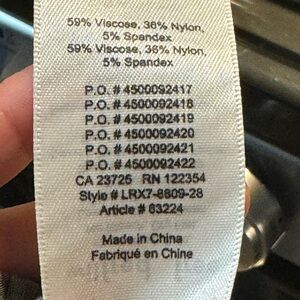 59% Viscose, 36% Nylon,
5% Spandex
59% Viscose, 36% Nylon,
5% Spandex
P.O. # 4500092417
P.O. # 4500092418
P.O. # 4500092419
P.O. # 4500092420
P.O. # 4500092421
P.O. # 4500092422
CA 23725 RN 122354
Style # LRX7-8809-28
Article # 63224
Made in China
Fabriqué en Chine